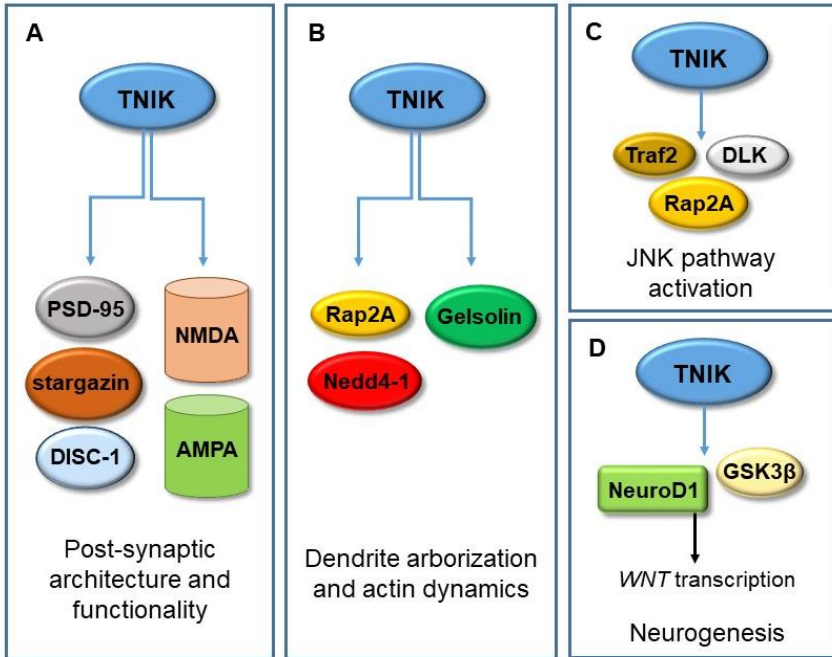 A
TNIK
PSD-95
stargazin
DISC-1
NMDA
AMPA
Post-synaptic
architecture and
functionality
B
TNIK
Rap2A
Nedd4-1
Gelsolin
Dendrite arborization
and actin dynamics
C
TNIK
Traf2
DLK
Rap2A
JNK pathway
activation
D
TNIK
NeuroD1
GSK3β
WNT transcription
Neurogenesis